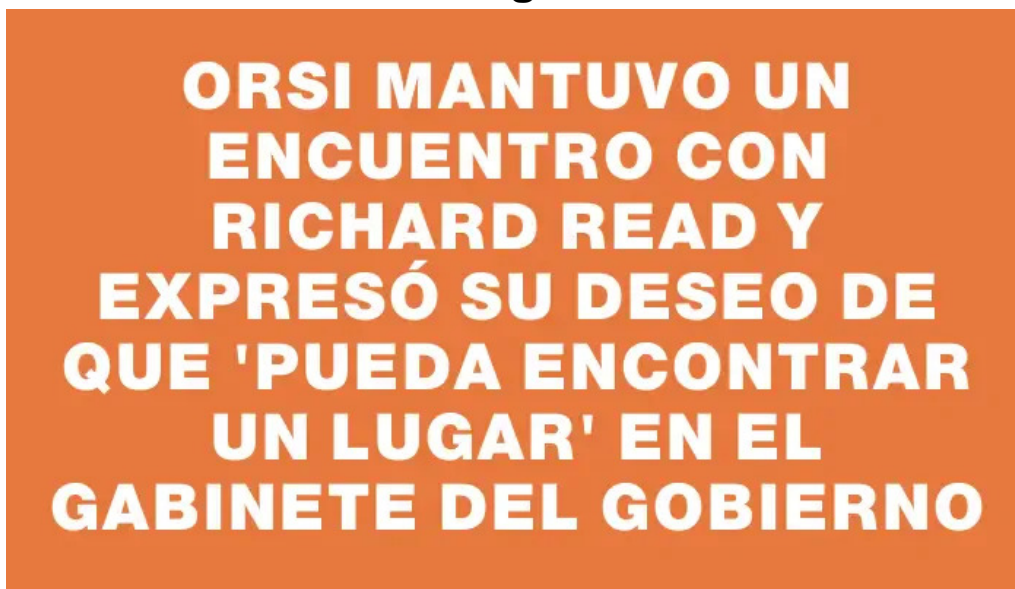 ORSI MANTUVO UN
ENCUENTRO CON
RICHARD READ Y
EXPRESÓ SU DESEO DE
QUE 'PUEDA ENCONTRAR
UN LUGAR' EN EL
GABINETE DEL GOBIERNO